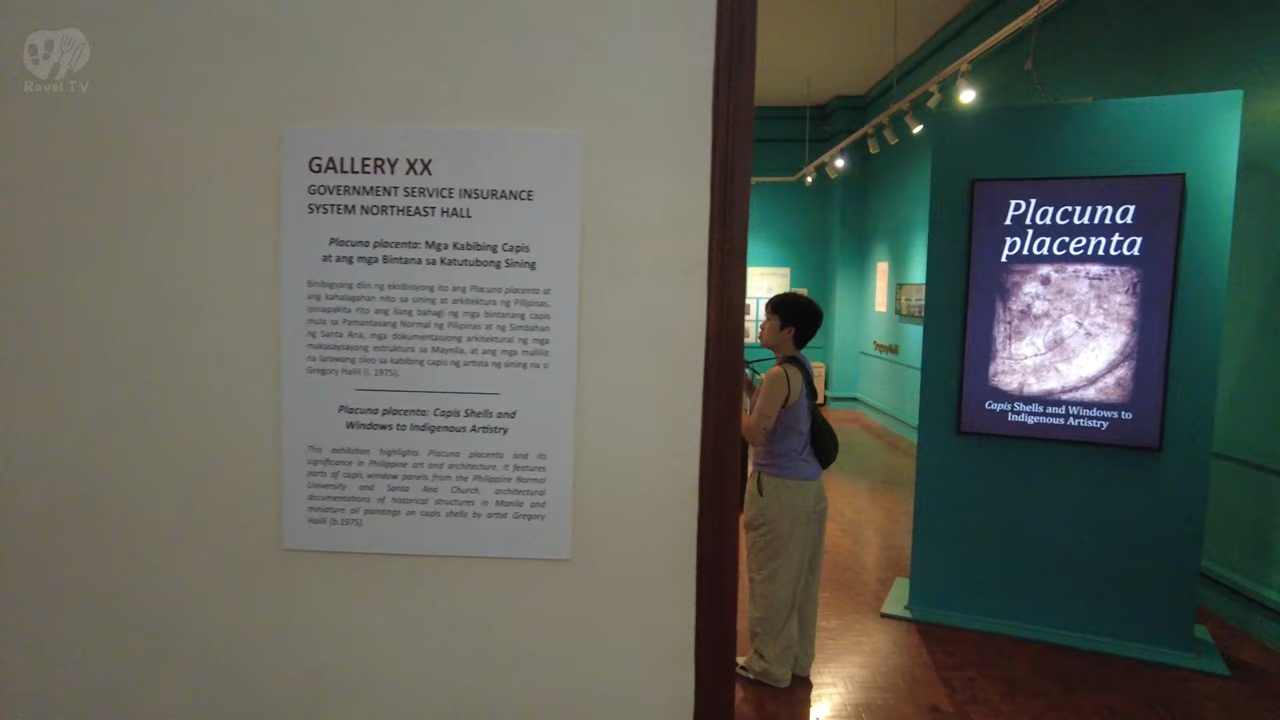 Ravel TV
GALLERY XX
GOVERNMENT SERVICE INSURANCE
SYSTEM NORTHEAST HALL
Placuna placenta: Mga Kabibing Capis
at ang mga Bintana sa Katutubong Sining
Binibigyang diin ng eksibisyong ito ang Placuna placenta at
ang kahalagahan nito sa sining at arkitektura ng Pilipinas.
Ipinapakita rito ang ilang bahagi ng mga bintanang capis
mula sa Pamantasang Normal ng Pilipinas at ng Simbahan
ng Santa Ana, mga dokumentasyong arkitektural ng mga
makasaysayang estruktura sa Maynila, at ang mga maliliit
na larawang oleo sa kabibing capis ng artista ng sining na si
Gregory Halili (i. 1975).
Placuna placenta: Capis Shells and
Windows to Indigenous Artistry
This exhibition highlights Placuna placenta and its
significance in Philippine art and architecture. It features
parts of capis window panels from the Philippine Normal
University and Santa Ana Church, architectural
documentations of historical structures in Manila and
miniature oil paintings on capis shells by artist Gregory
Halili (b.1975).
Placuna
placenta
Capis Shells and Windows to
Indigenous Artistry